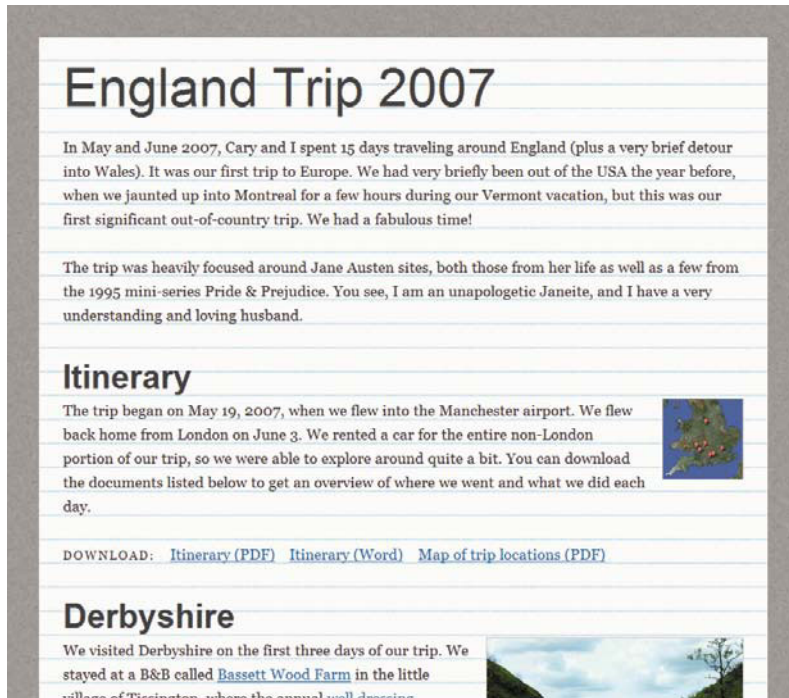 England Trip 2007
In May and June 2007, Cary and I spent 15 days traveling around England (plus a very brief detour
into Wales). It was our first trip to Europe. We had very briefly been out of the USA the year before,
when we jaunted up into Montreal for a few hours during our Vermont vacation, but this was our
first significant out-of-country trip. We had a fabulous time!
The trip was heavily focused around Jane Austen sites, both those from her life as well as a few from
the 1995 mini-series Pride & Prejudice. You see, I am an unapologetic Janeite, and I have a very
understanding and loving husband.
Itinerary
The trip began on May 19, 2007, when we flew into the Manchester airport. We flew
back home from London on June 3. We rented a car for the entire non-London
portion of our trip, so we were able to explore around quite a bit. You can download
the documents listed below to get an overview of where we went and what we did each
day.
DOWNLOAD: Itinerary (PDF) Itinerary (Word) Map of trip locations (PDF)
Derbyshire
We visited Derbyshire on the first three days of our trip. We
stayed at a B&B called Bassett Wood Farm in the little
village of Tissington, where the annual well dressing